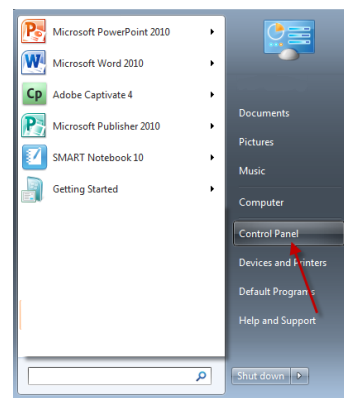 Microsoft PowerPoint 2010
Microsoft Word 2010
Adobe Captivate 4
Microsoft Publisher 2010
SMART Notebook 10
Getting Started
Documents
Pictures
Music
Computer
Control Panel
Devices and Printers
Default Programs
Help and Support
Shut down